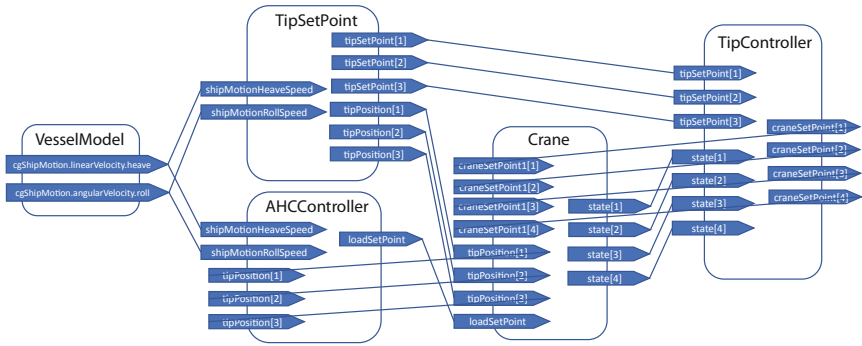 TipSetPoint
tipSetPoint[1]
tipSetPoint[2]
tipSetPoint[3]
shipMotionHeaveSpeed
shipMotionRollSpeed
tipPosition[1]
tipPosition[2]
tipPosition[3]
VesselModel
cgShipMotion.linearVelocity.heave
cgShipMotion.angularVelocity.roll
AHCController
shipMotionHeaveSpeed
shipMotionRollSpeed
loadSetPoint
tipPosition[1]
tipPosition[2]
tipPosition[3]
Crane
craneSetPoint1[1]
craneSetPoint1[2]
craneSetPoint1[3]
craneSetPoint1[4]
tipPosition[1]
tipPosition[2]
tipPosition[3]
loadSetPoint
state[1]
state[2]
state[3]
state[4]
TipController
tipSetPoint[1]
tipSetPoint[2]
tipSetPoint[3]
state[1]
state[2]
state[3]
state[4]
craneSetPoint[1]
craneSetPoint[2]
craneSetPoint[3]
craneSetPoint[4]